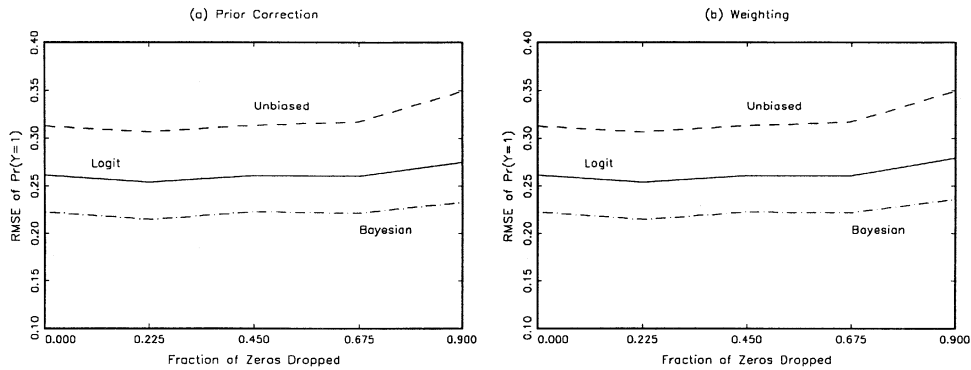 (a) Prior Correction
RMSE of Pr(Y=1)
0.40
0.35
0.30
0.25
0.20
0.15
0.10
Unbiased
Logit
Bayesian
0.000 0.225 0.450 0.675 0.900
Fraction of Zeros Dropped
(b) Weighting
RMSE of Pr(Y=1)
0.40
0.35
0.30
0.25
0.20
0.15
0.10
Unbiased
Logit
Bayesian
0.000 0.225 0.450 0.675 0.900
Fraction of Zeros Dropped